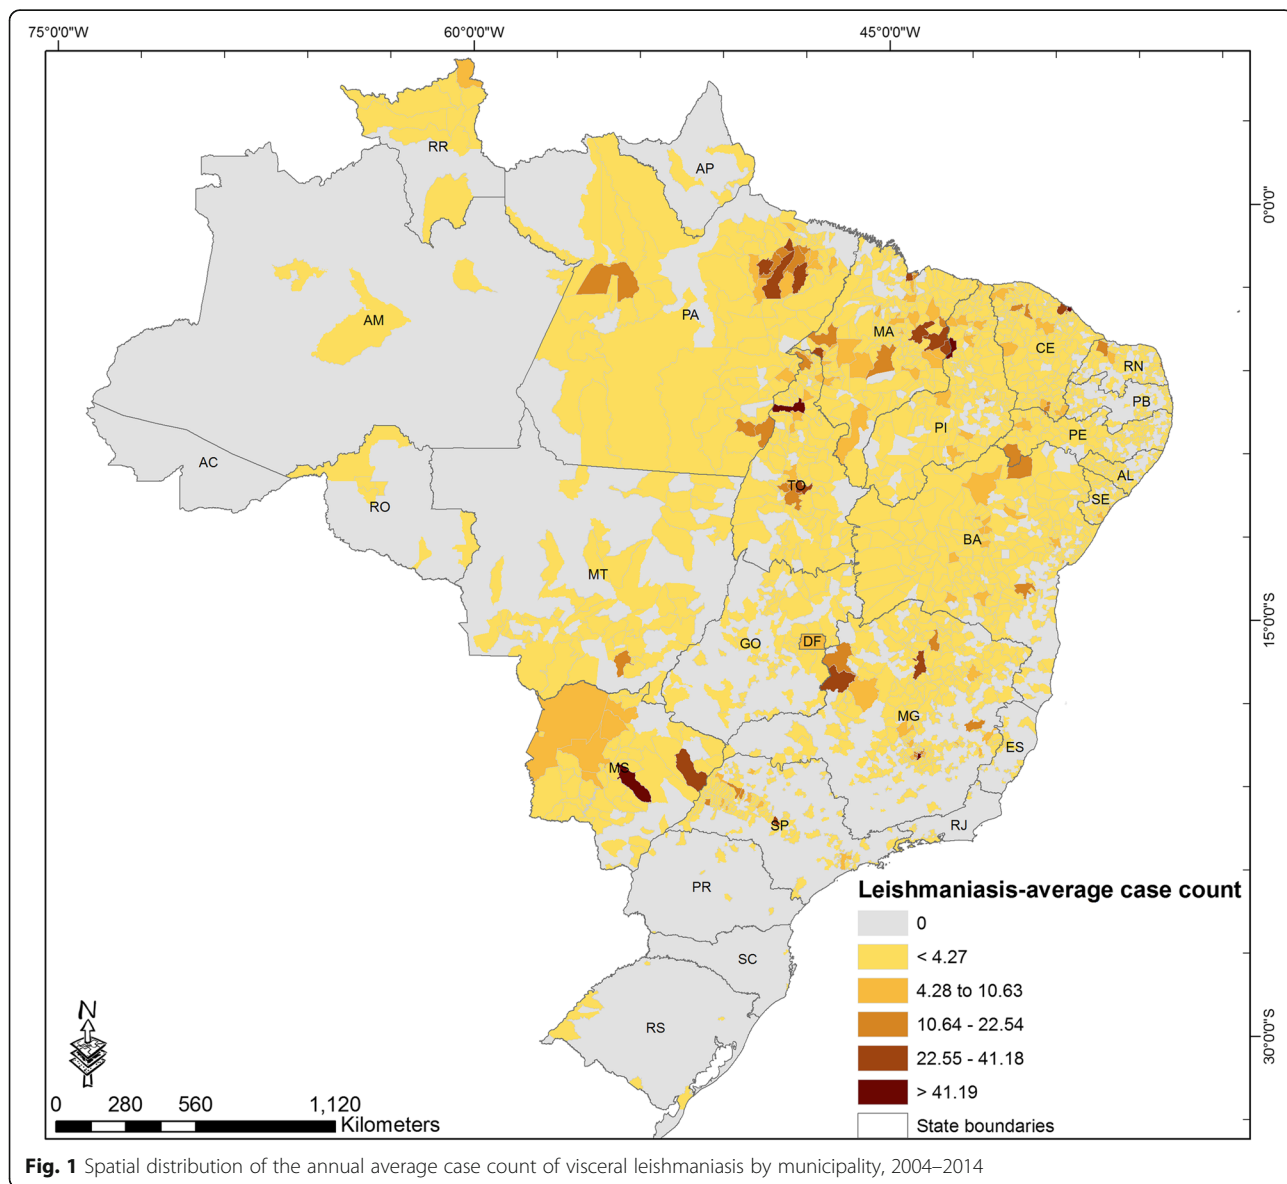 75°0'0"W
60°0'0"W
45°0'0"W
0°0'0"
15°0'0"S
30°0'0"S
RR
AP
AM
PA
MA
CE
RN
PB
PI
PE
AL
SE
AC
RO
TO
BA
MT
GO
DF
MG
ES
MS
SP
RJ
PR
SC
RS
Leishmaniasis-average case count
0
< 4.27
4.28 to 10.63
10.64 - 22.54
22.55 - 41.18
> 41.19
State boundaries
N
0 280 560 1,120
Kilometers
Fig. 1 Spatial distribution of the annual average case count of visceral leishmaniasis by municipality, 2004–2014